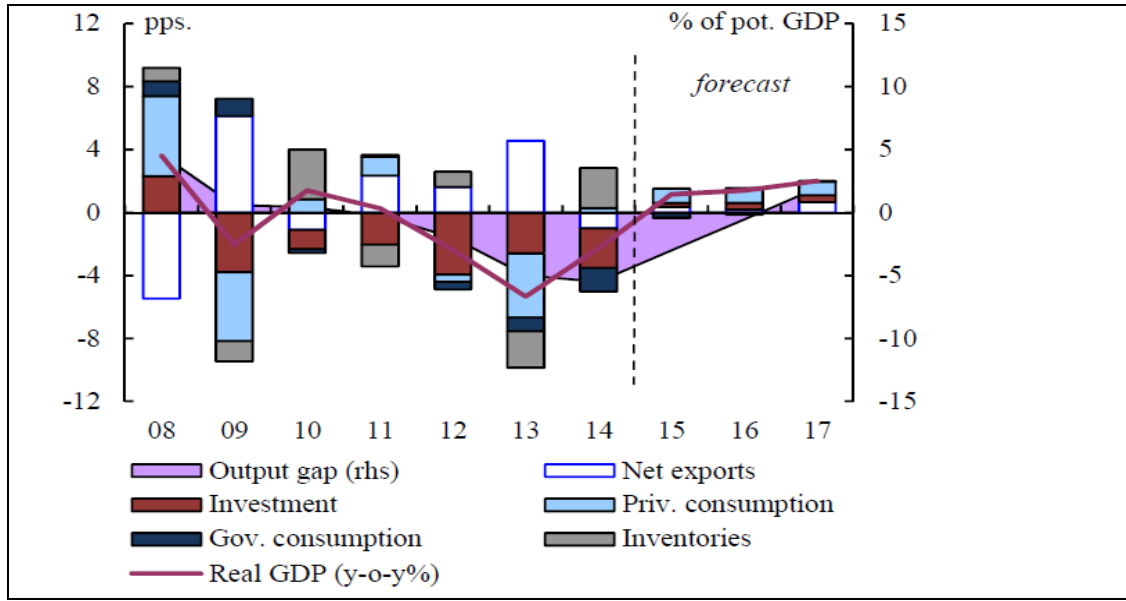 12 pps. % of pot. GDP 15
8 forecast 10
4 5
0 0
-4 -5
-8 -10
-12 -15
08 09 10 11 12 13 14 15 16 17
Output gap (rhs) Net exports
Investment Priv. consumption
Gov. consumption Inventories
Real GDP (y-o-y%)